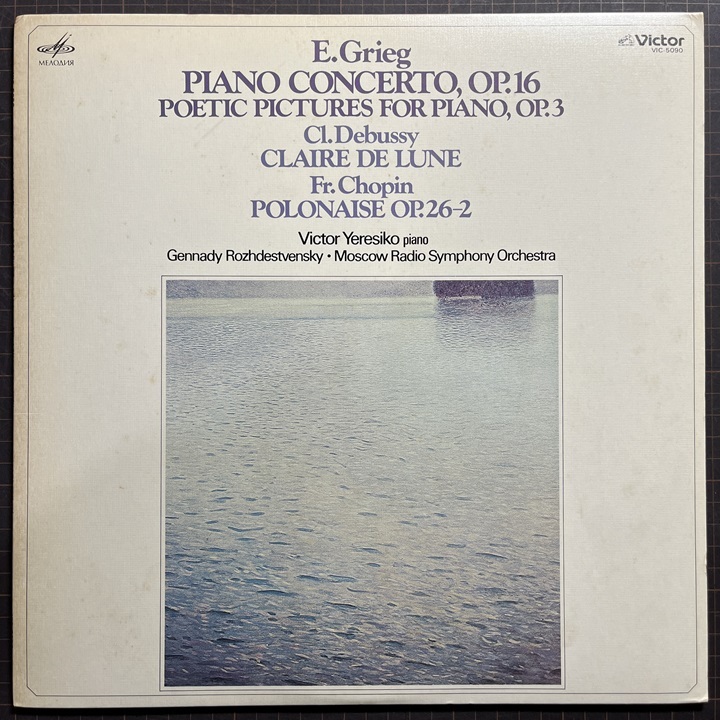 МЕЛОДИЯ
Victor
VIC-5090
E.Grieg
PIANO CONCERTO, OP.16
POETIC PICTURES FOR PIANO, OP.3
Cl.Debussy
CLAIRE DE LUNE
Fr.Chopin
POLONAISE OP.26-2
Victor Yeresiko piano
Gennady Rozhdestvensky • Moscow Radio Symphony Orchestra